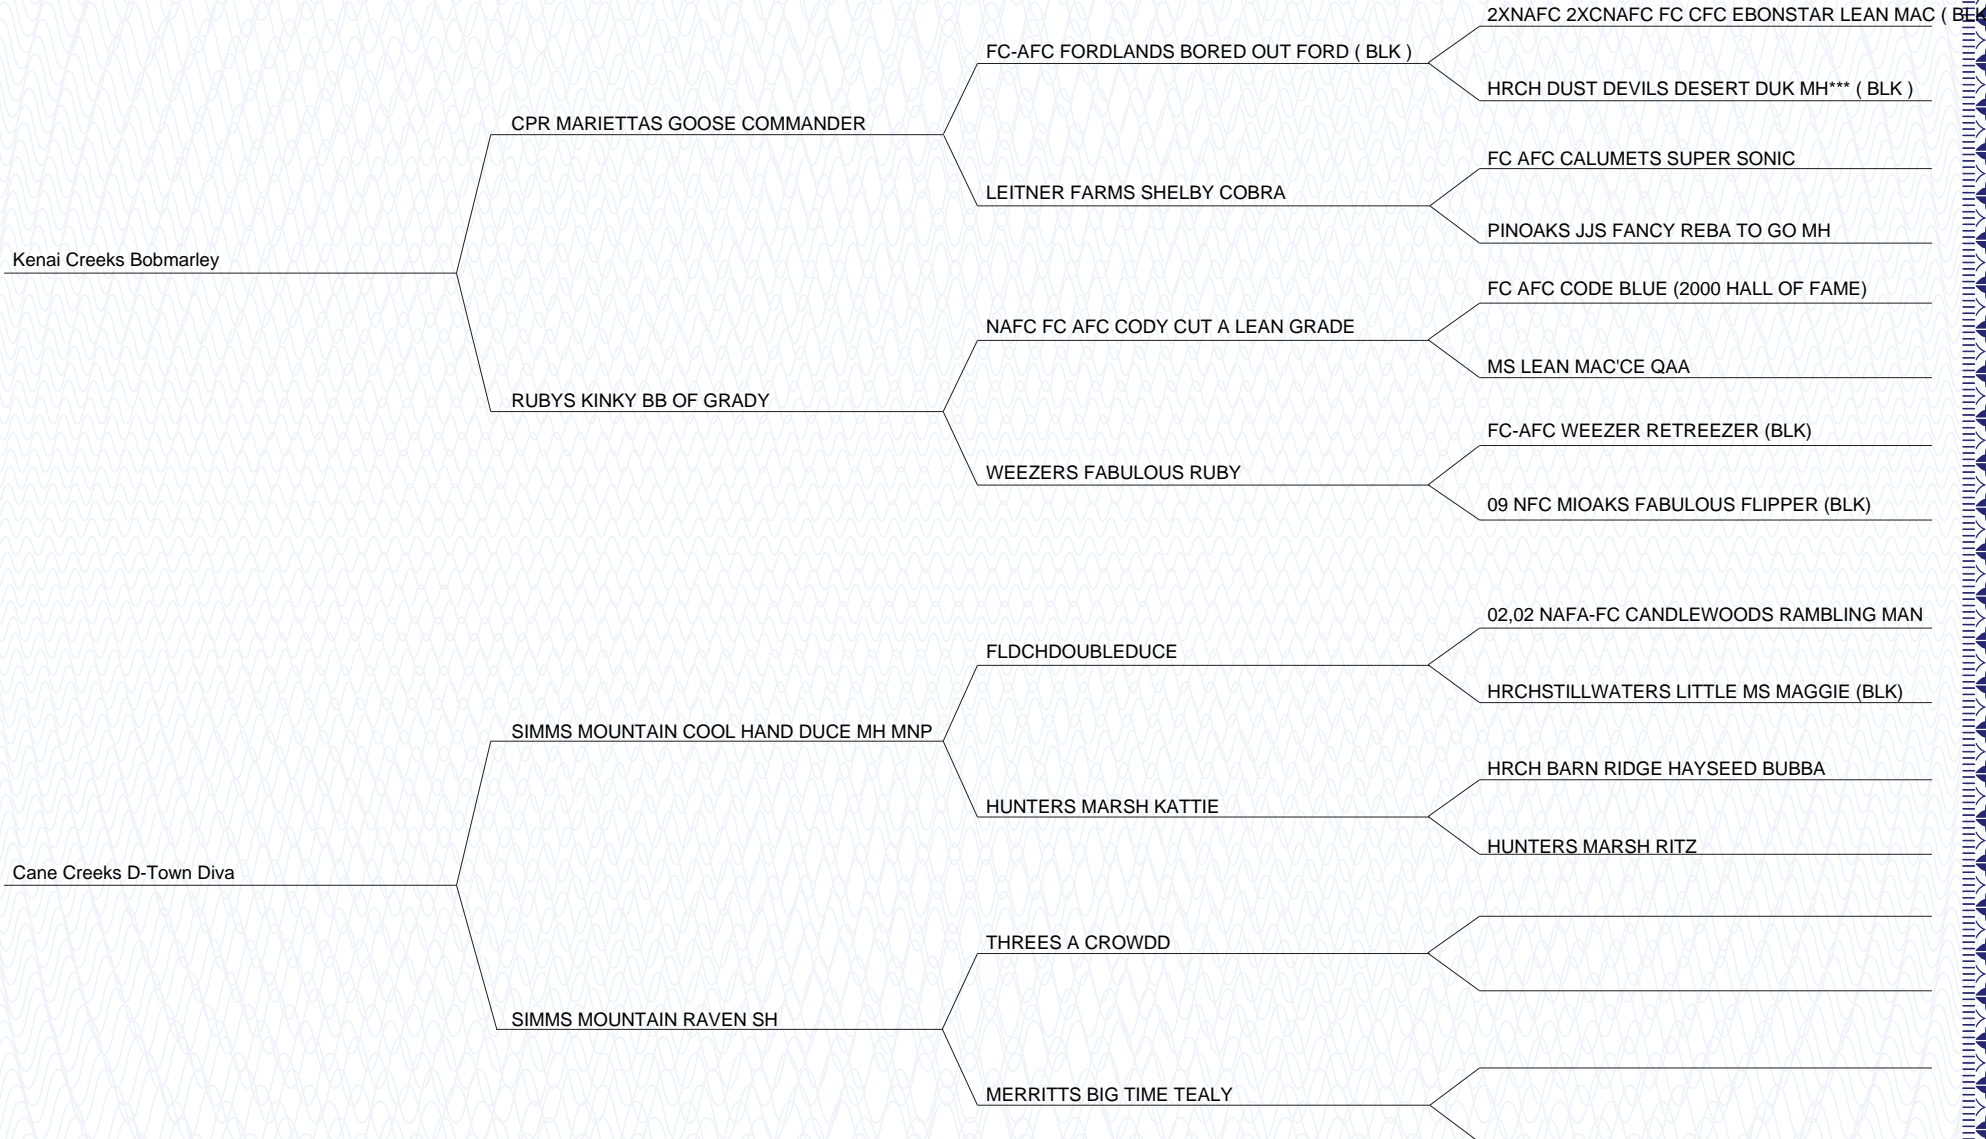 2XNAFC 2XCNAFC FC CFC EBONSTAR LEAN MAC ( BLK
FC-AFC FORDLANDS BORED OUT FORD ( BLK )
HRCH DUST DEVILS DESERT DUK MH*** ( BLK )
CPR MARIETTAS GOOSE COMMANDER
FC AFC CALUMETS SUPER SONIC
LEITNER FARMS SHELBY COBRA
PINOAKS JJS FANCY REBA TO GO MH
Kenai Creeks Bobmarley
FC AFC CODE BLUE (2000 HALL OF FAME)
NAFC FC AFC CODY CUT A LEAN GRADE
MS LEAN MAC'CE QAA
RUBYS KINKY BB OF GRADY
FC-AFC WEEZER RETREEZER (BLK)
WEEZERS FABULOUS RUBY
09 NFC MIOAKS FABULOUS FLIPPER (BLK)
02,02 NAFA-FC CANDLEWOODS RAMBLING MAN
FLDCHDOUBLEDUCE
HRCHSTILLWATERS LITTLE MS MAGGIE (BLK)
SIMMS MOUNTAIN COOL HAND DUCE MH MNP
HRCH BARN RIDGE HAYSEED BUBBA
HUNTERS MARSH KATTIE
HUNTERS MARSH RITZ
Cane Creeks D-Town Diva
THREES A CROWDD
SIMMS MOUNTAIN RAVEN SH
MERRITTS BIG TIME TEALY